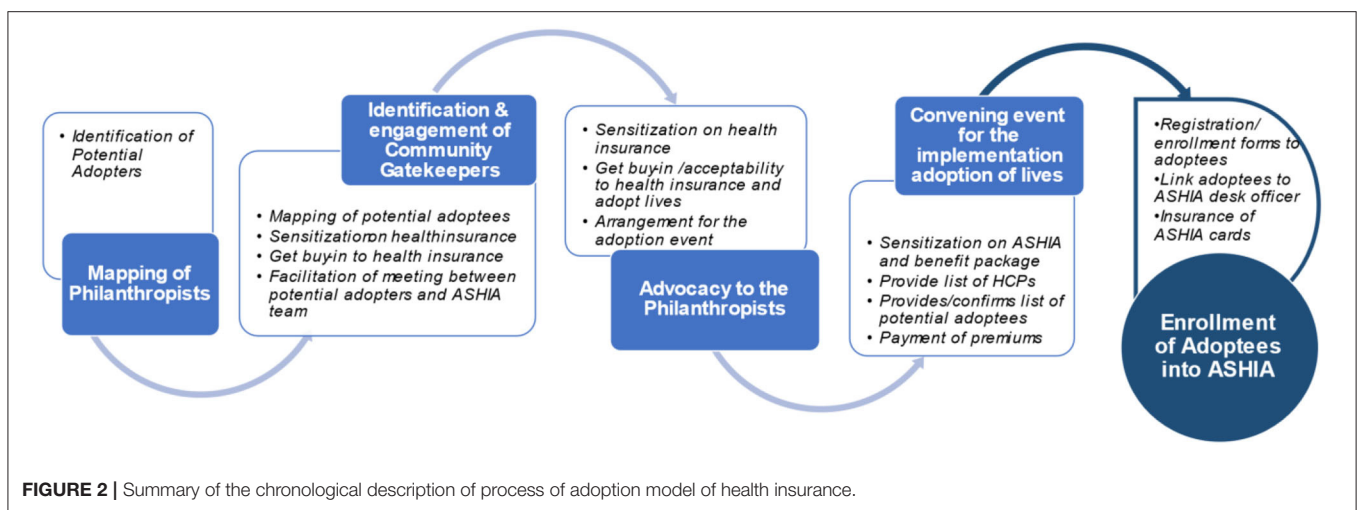 • Identification of
Potential
Adopters
Mapping of
Philanthropists
Identification &
engagement of
Community
Gatekeepers
• Mapping of potential adoptees
• Sensitizationon healthinsurance
• Get buy-in to health insurance
• Facilitation of meeting between
potential adopters and ASHIA
team
• Sensitization on health
insurance
• Get buy-in /acceptability
to health insurance and
adopt lives
• Arrangement for the
adoption event
Advocacy to the
Philanthropists
Convening event
for the
implementation
adoption of lives
• Sensitization on ASHIA
and benefit package
• Provide list of HCPs
• Provides/confirms list of
potential adoptees
• Payment of premiums
•Registration/
enrollment forms to
adoptees
•Link adoptees to
ASHIA desk officer
•Insurance of
ASHIA cards
Enrollment
of Adoptees
into ASHIA
FIGURE 2 | Summary of the chronological description of process of adoption model of health insurance.